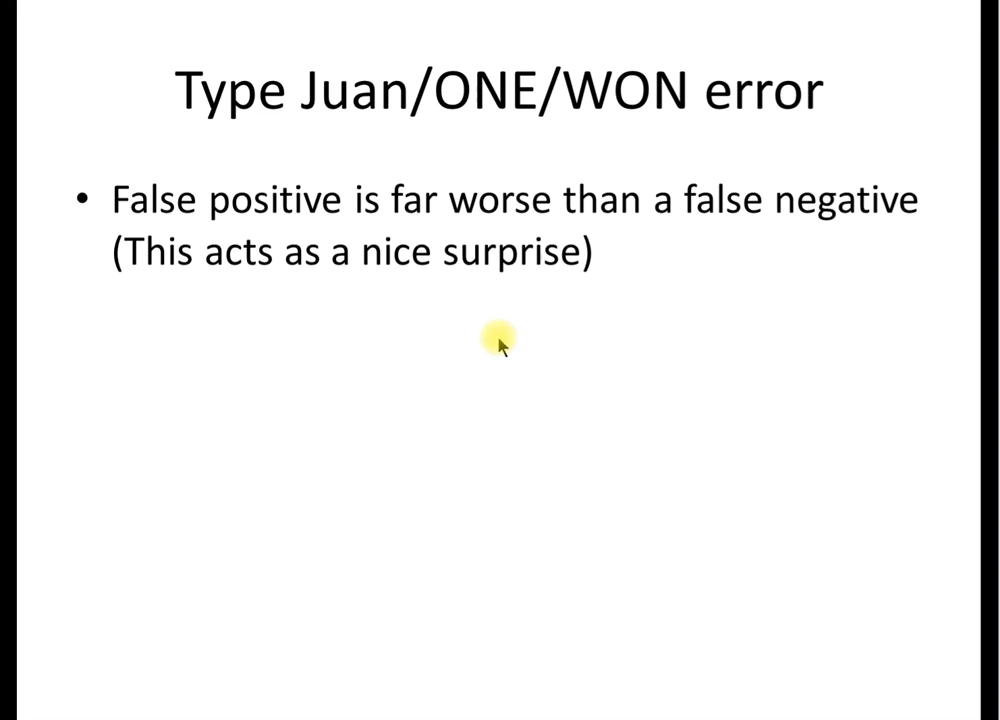 Type Juan/ONE/WON error
• False positive is far worse than a false negative
(This acts as a nice surprise)